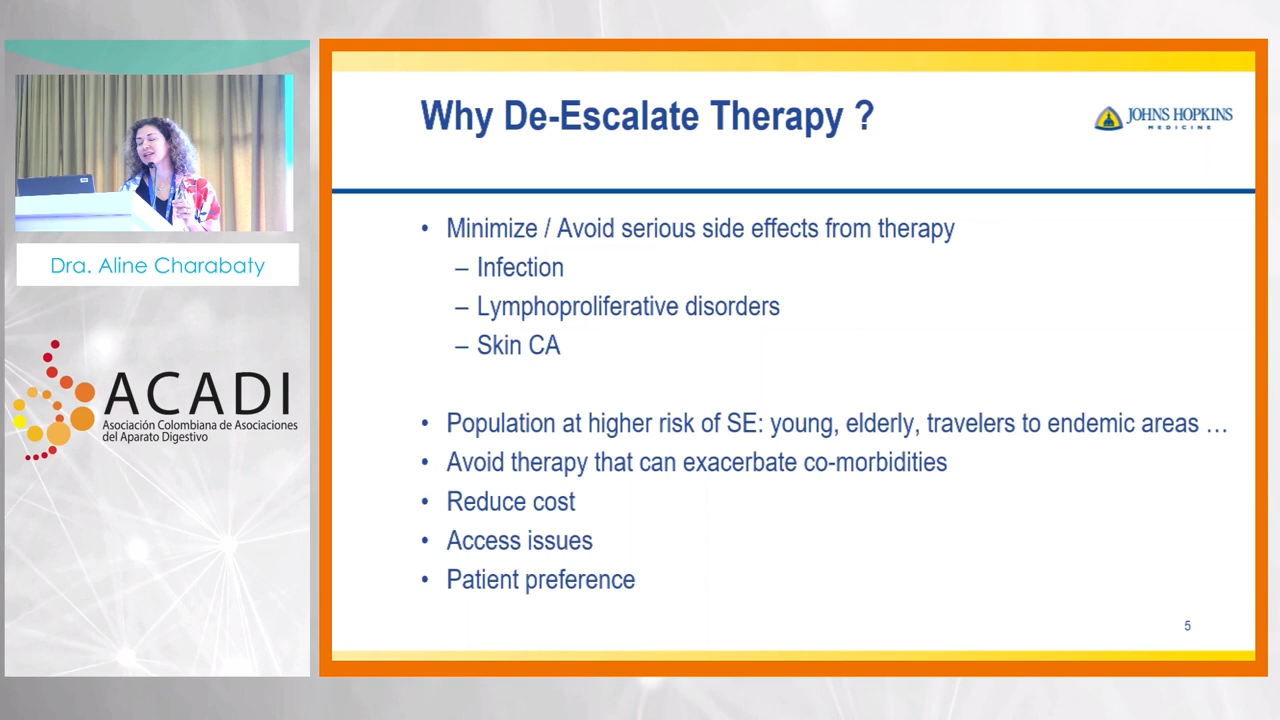 Why De-Escalate Therapy ?
JOHNS HOPKINS
MEDICINE
• Minimize / Avoid serious side effects from therapy
– Infection
– Lymphoproliferative disorders
– Skin CA
• Population at higher risk of SE: young, elderly, travelers to endemic areas …
• Avoid therapy that can exacerbate co-morbidities
• Reduce cost
• Access issues
• Patient preference
5
Dra. Aline Charabaty
ACADI
Asociación Colombiana de Asociaciones
del Aparato Digestivo